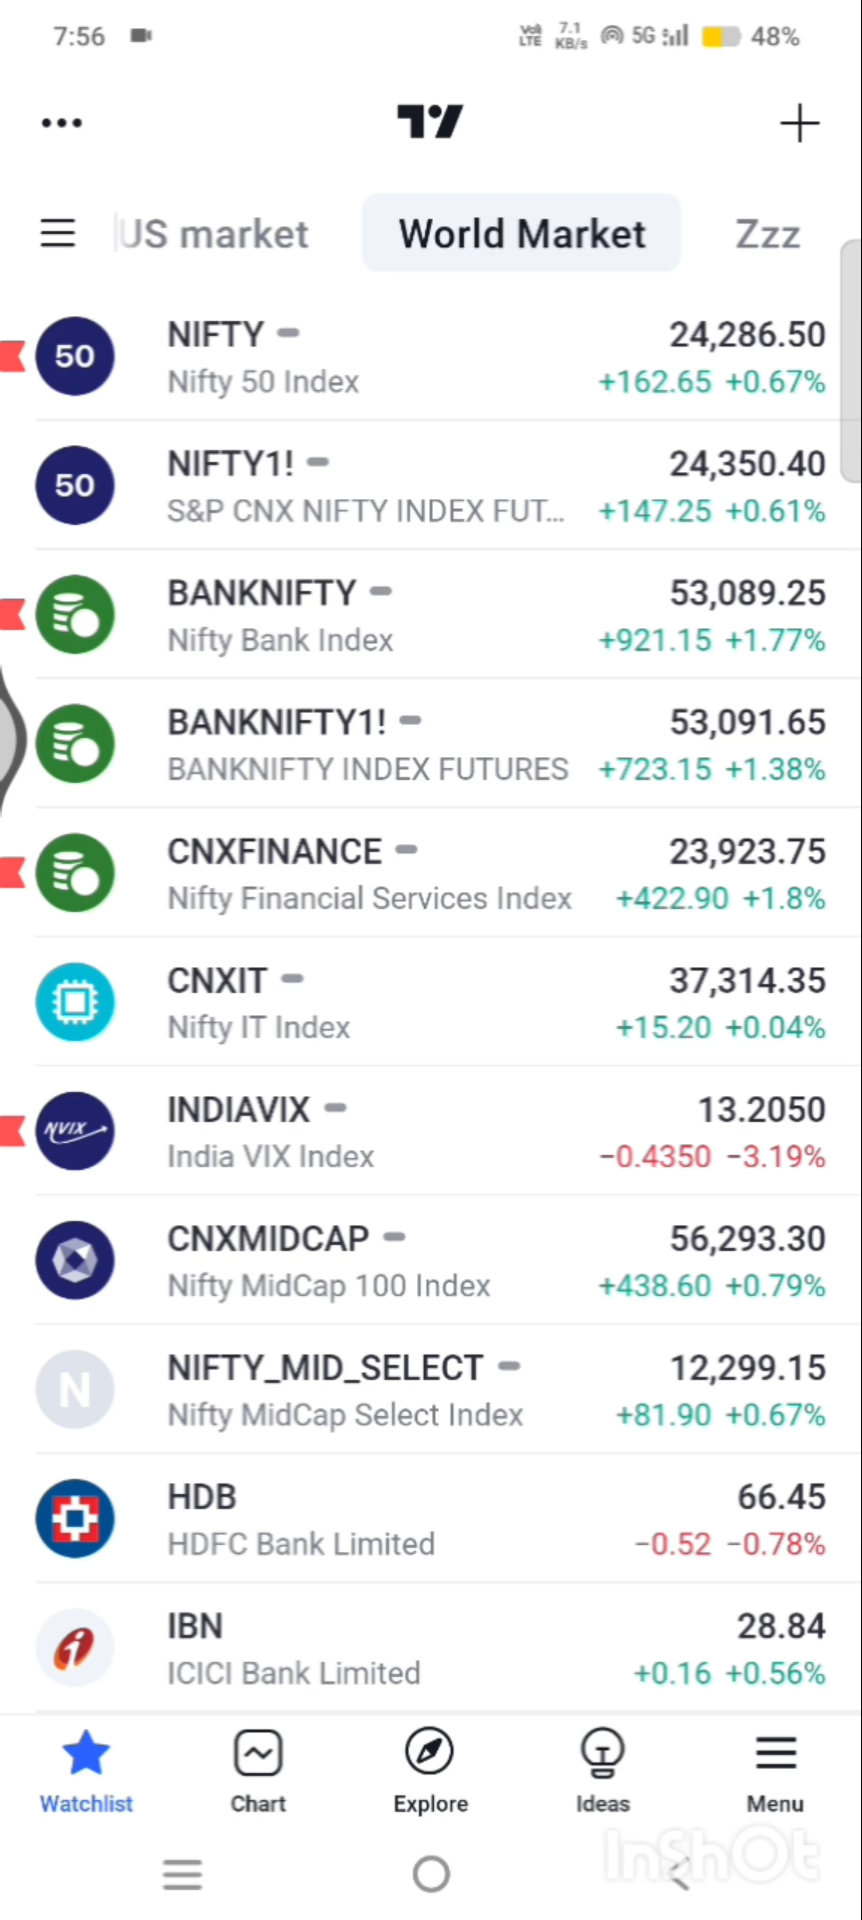 7:56 Vo) LTE 7.1 KB/s 5G 48%
US market World Market Zzz
50 NIFTY 24,286.50
Nifty 50 Index +162.65 +0.67%
50 NIFTY1! 24,350.40
S&P CNX NIFTY INDEX FUT... +147.25 +0.61%
BANKNIFTY 53,089.25
Nifty Bank Index +921.15 +1.77%
BANKNIFTY1! 53,091.65
BANKNIFTY INDEX FUTURES +723.15 +1.38%
CNXFINANCE 23,923.75
Nifty Financial Services Index +422.90 +1.8%
CNXIT 37,314.35
Nifty IT Index +15.20 +0.04%
NVIX INDIAVIX 13.2050
India VIX Index −0.4350 −3.19%
CNXMIDCAP 56,293.30
Nifty MidCap 100 Index +438.60 +0.79%
N NIFTY_MID_SELECT 12,299.15
Nifty MidCap Select Index +81.90 +0.67%
HDB 66.45
HDFC Bank Limited −0.52 −0.78%
IBN 28.84
ICICI Bank Limited +0.16 +0.56%
Watchlist Chart Explore Ideas Menu
InShOt